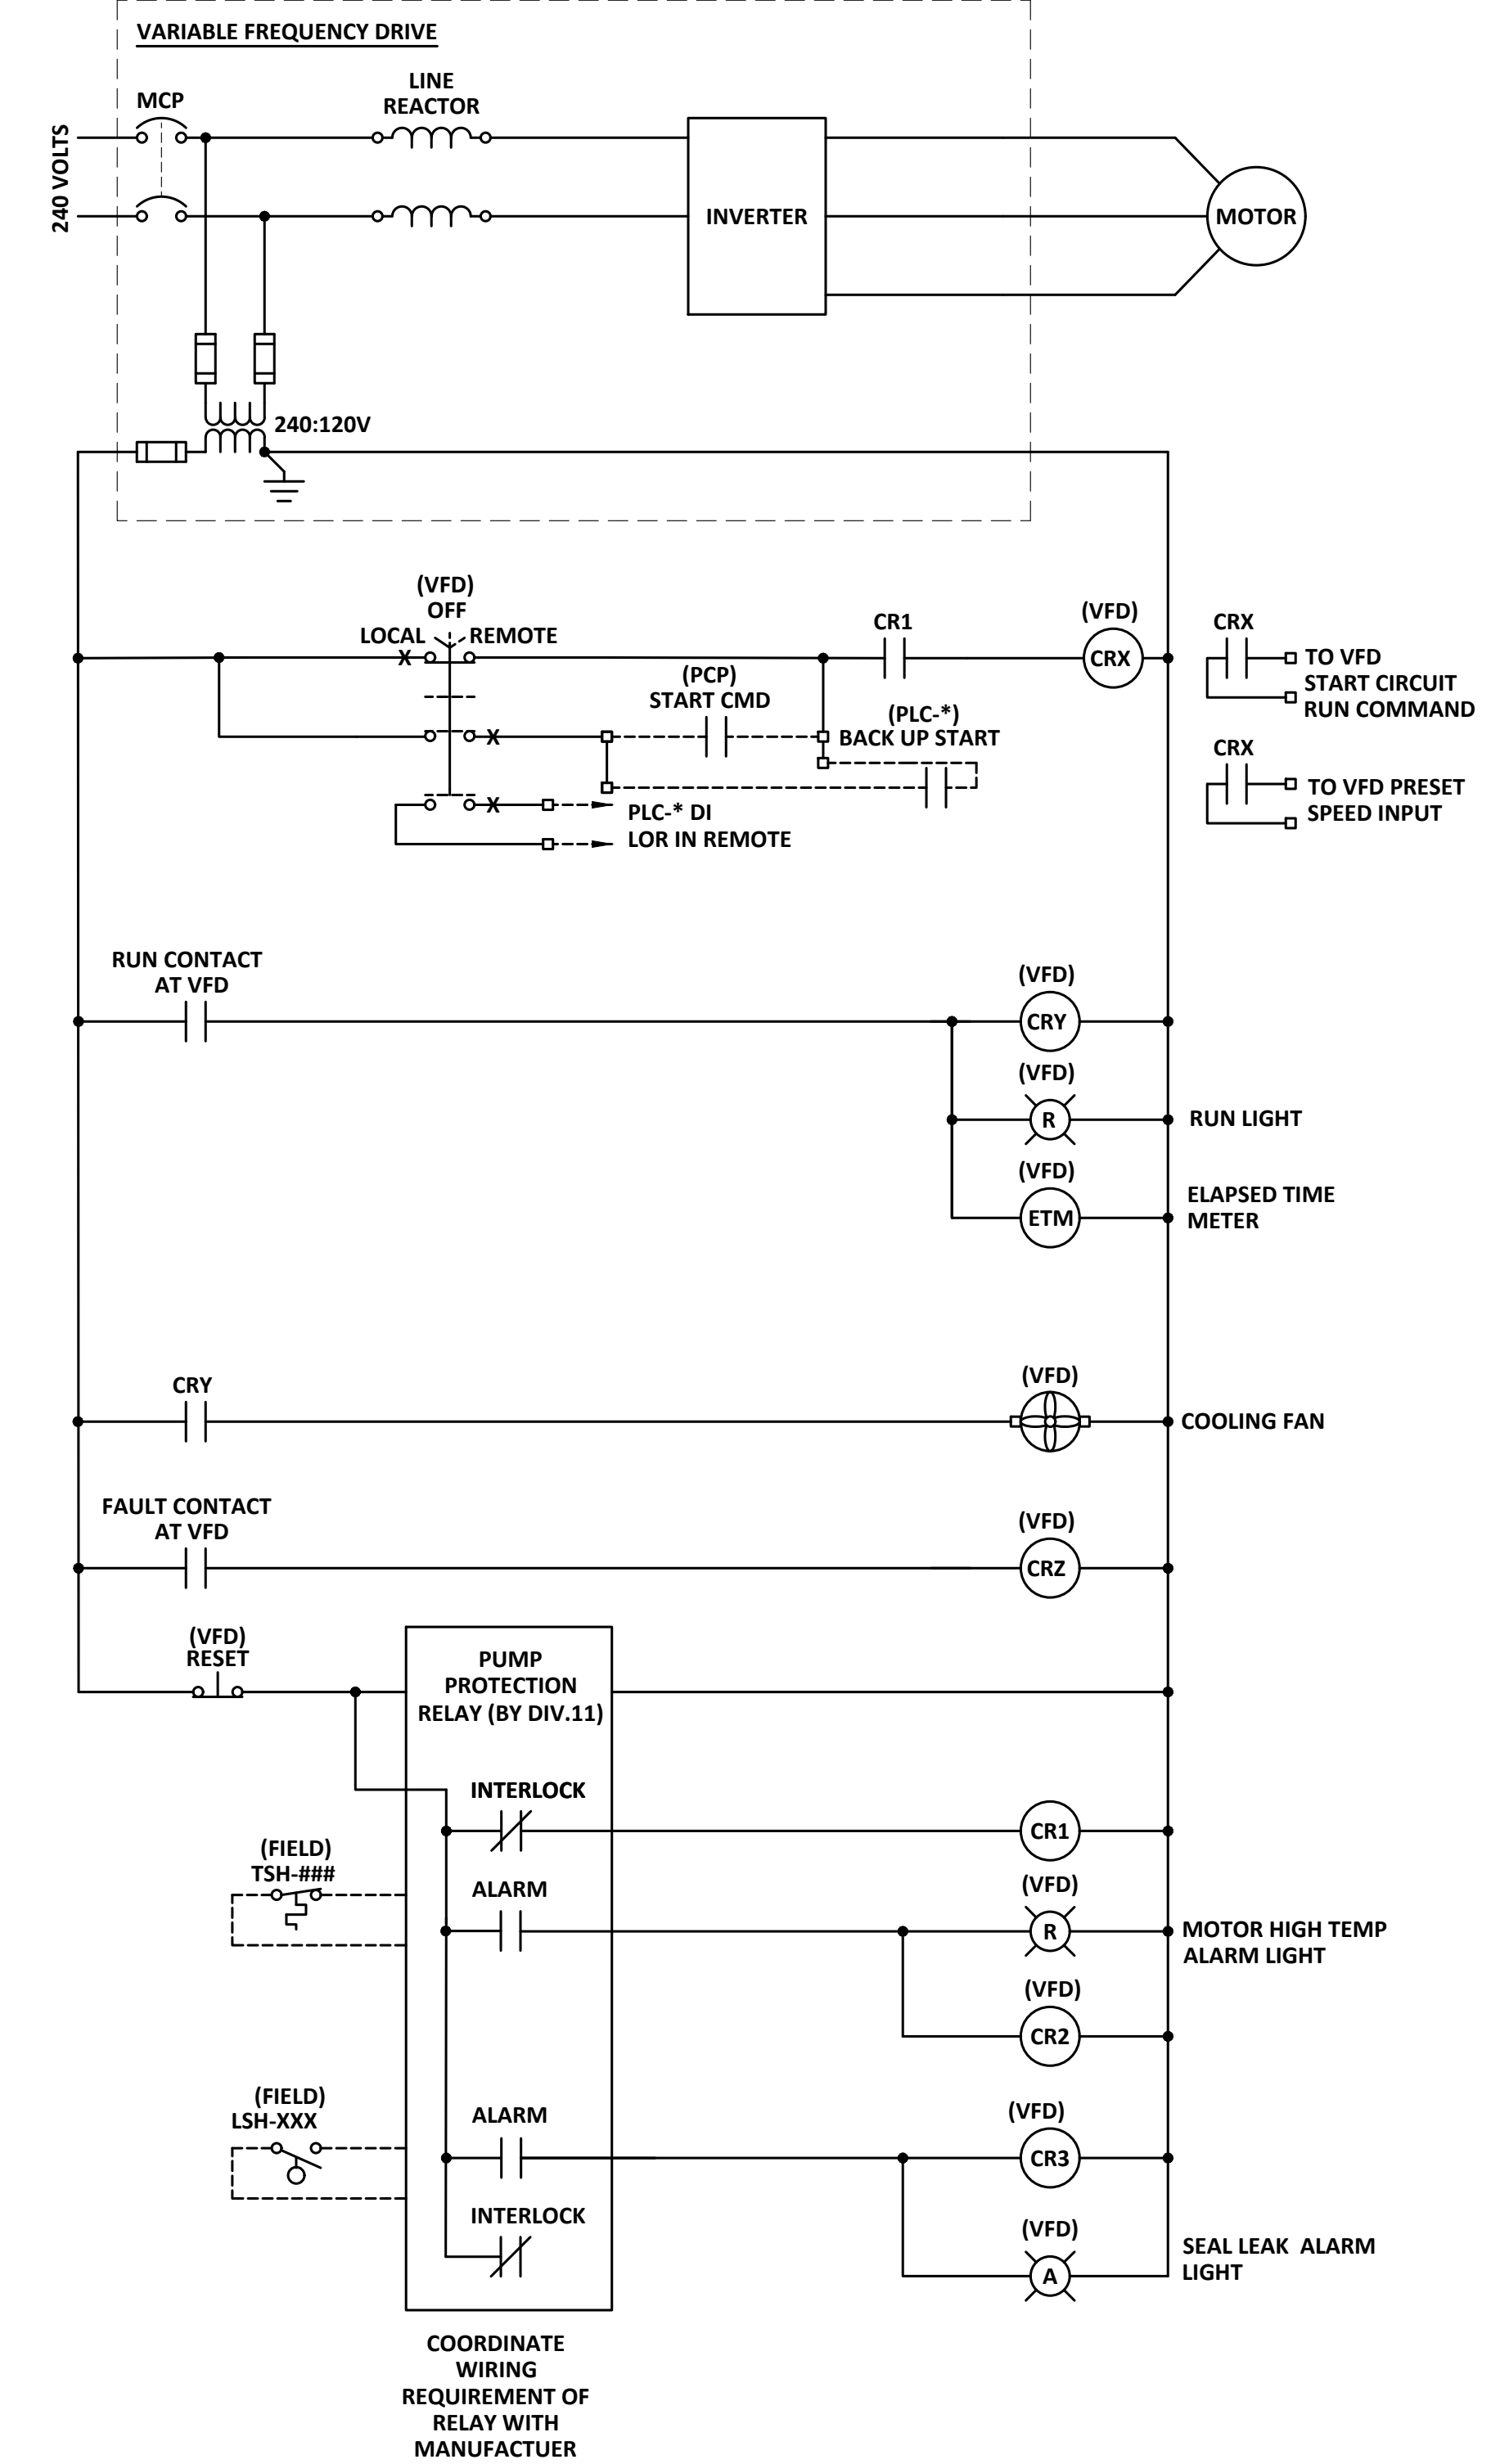 VARIABLE FREQUENCY DRIVE
MCP
LINE
REACTOR
240 VOLTS
INVERTER
MOTOR
240:120V
(VFD)
OFF
LOCAL
REMOTE
X
CR1
(VFD)
CRX
CRX
TO VFD
START CIRCUIT
RUN COMMAND
(PCP)
START CMD
(PLC-*)
BACK UP START
X
CRX
TO VFD PRESET
SPEED INPUT
X
PLC-* DI
LOR IN REMOTE
RUN CONTACT
AT VFD
(VFD)
CRY
(VFD)
R
RUN LIGHT
(VFD)
ETM
ELAPSED TIME
METER
CRY
(VFD)
COOLING FAN
FAULT CONTACT
AT VFD
(VFD)
CRZ
(VFD)
RESET
PUMP
PROTECTION
RELAY (BY DIV.11)
INTERLOCK
CR1
(FIELD)
TSH-###
ALARM
(VFD)
R
MOTOR HIGH TEMP
ALARM LIGHT
(VFD)
CR2
(FIELD)
LSH-XXX
ALARM
(VFD)
CR3
INTERLOCK
(VFD)
A
SEAL LEAK ALARM
LIGHT
COORDINATE
WIRING
REQUIREMENT OF
RELAY WITH
MANUFACTUER